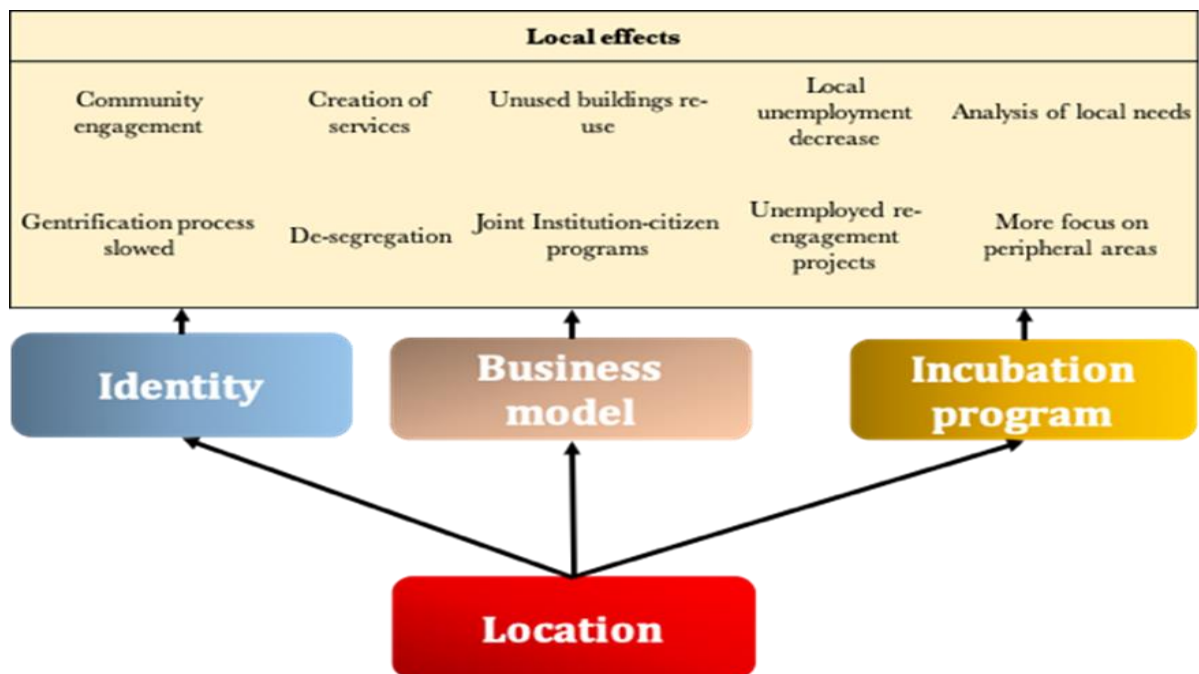 Local effects
Community
engagement
Creation of
services
Unused buildings re-
use
Local
unemployment
decrease
Analysis of local needs
Gentrification process
slowed
De-segregation
Joint Institution-citizen
programs
Unemployed re-
engagement
projects
More focus on
peripheral areas
Identity
Business
model
Incubation
program
Location